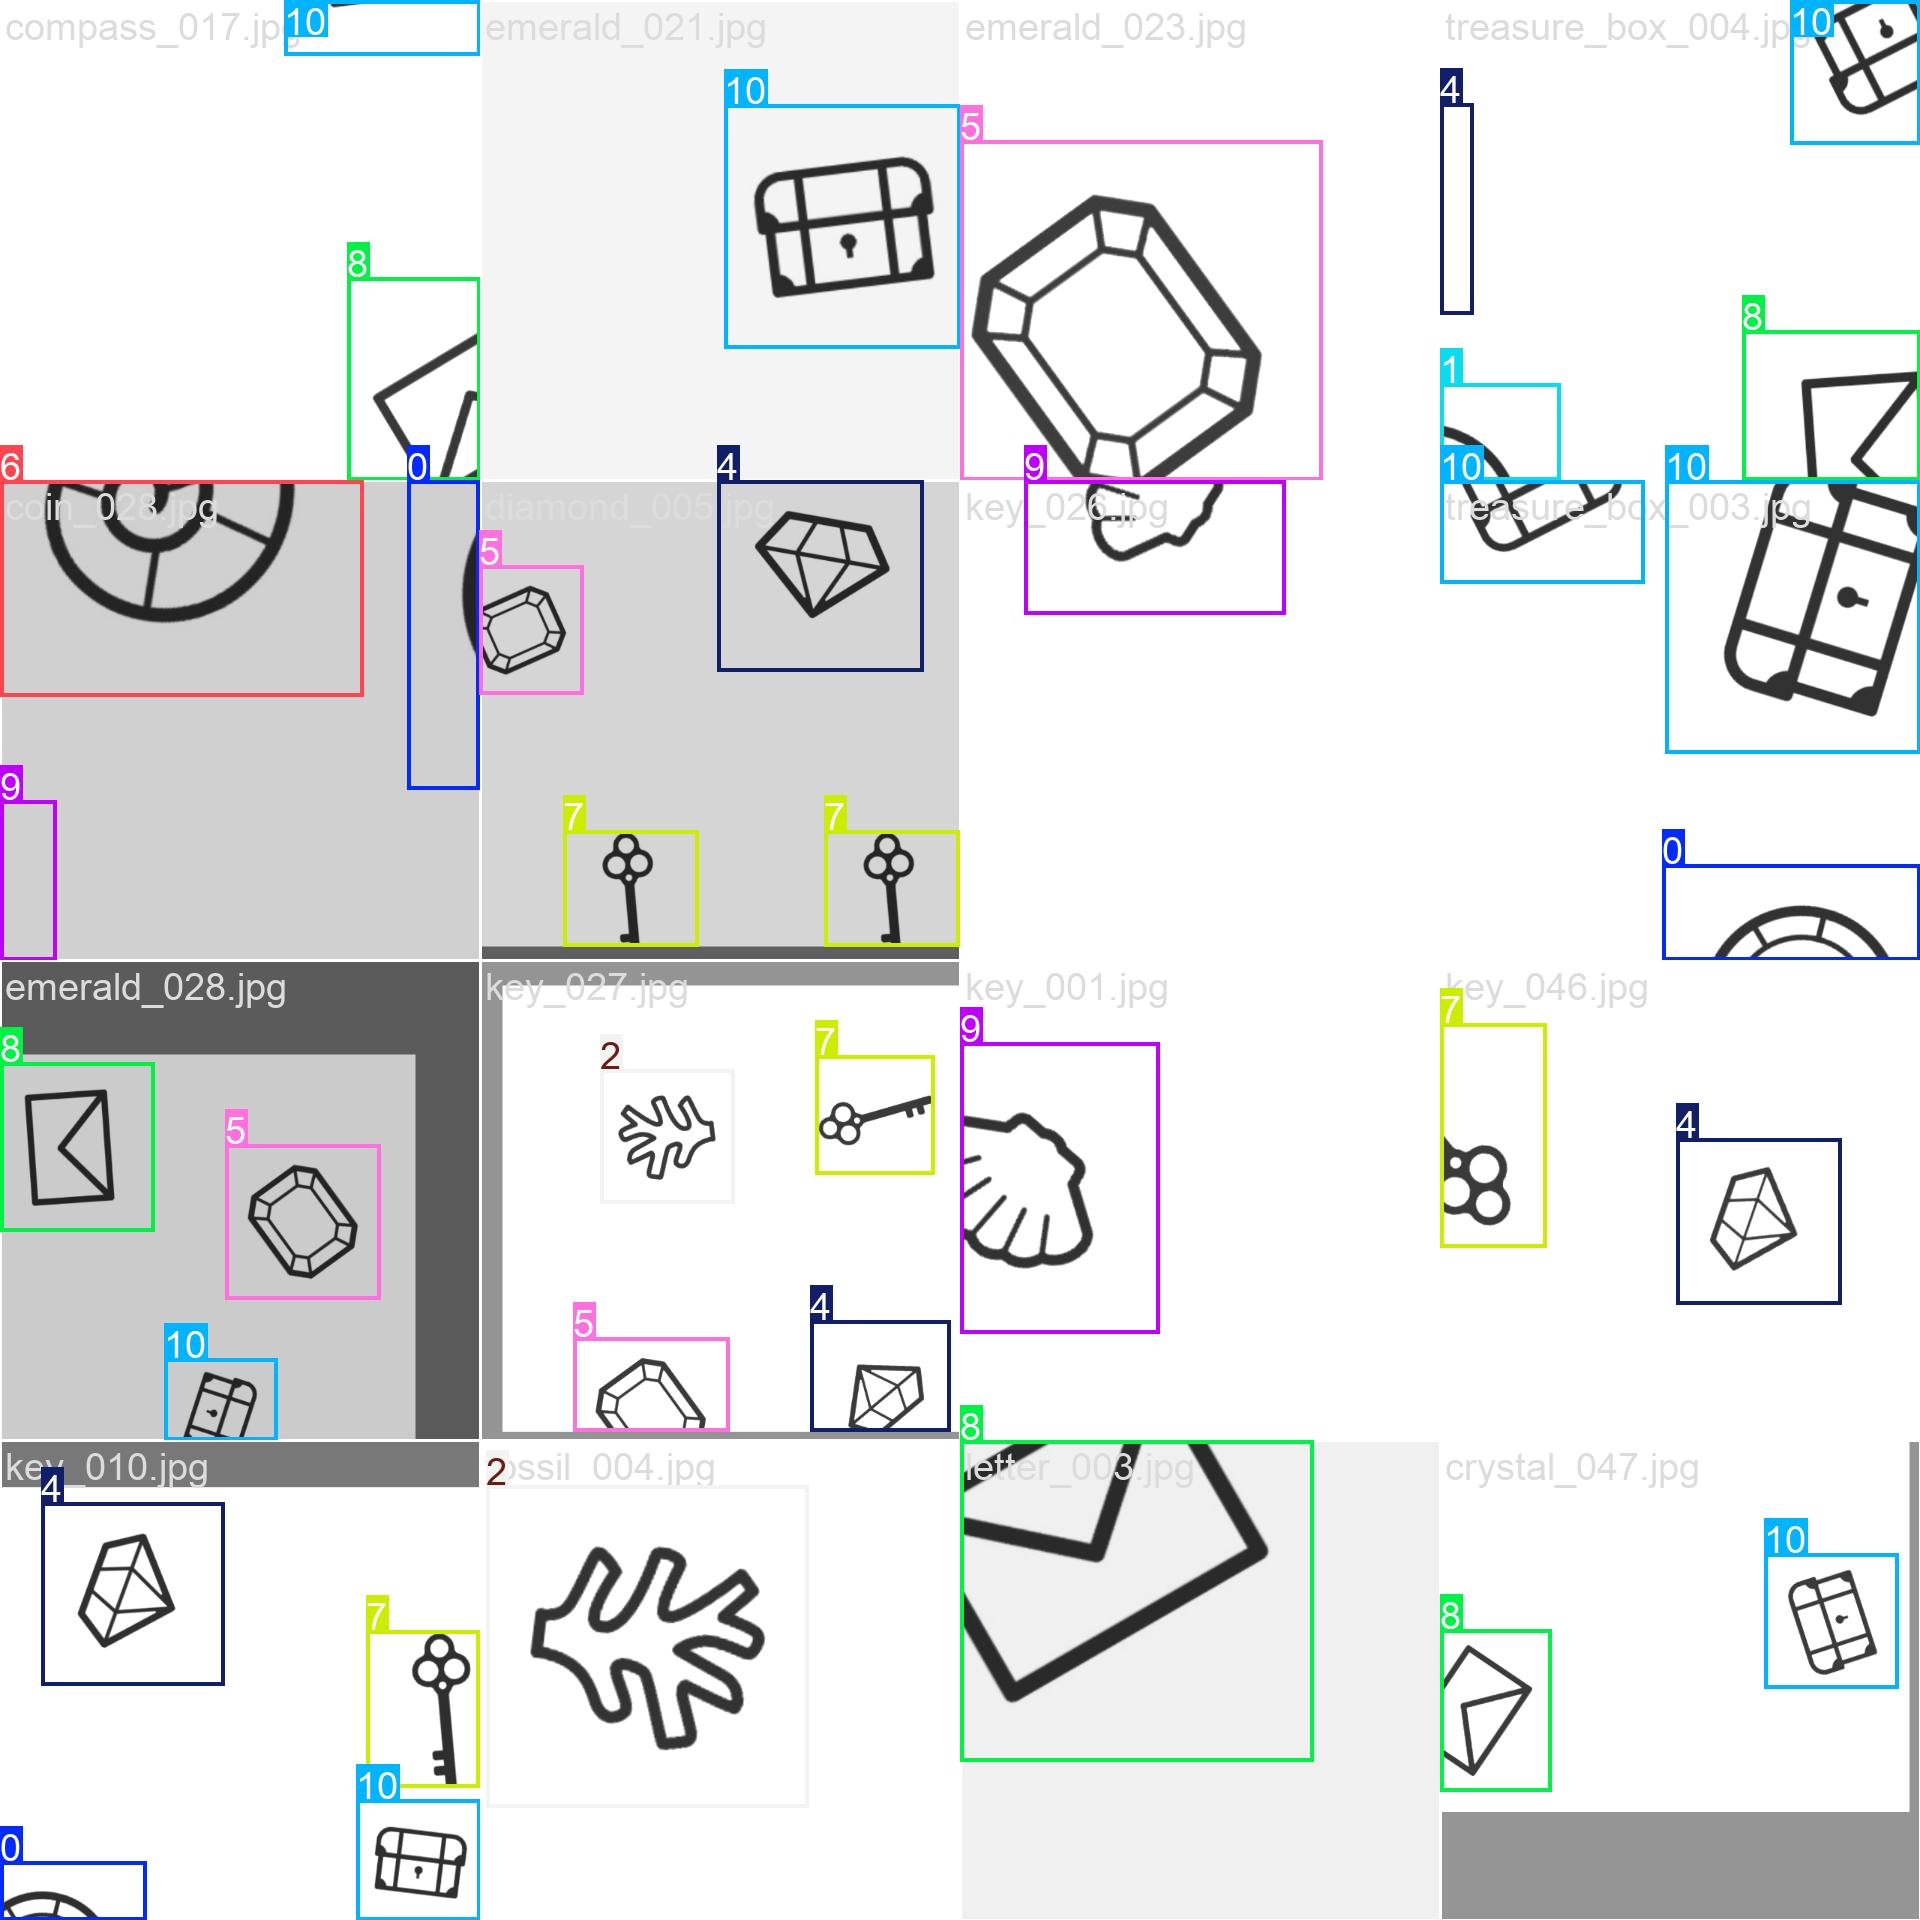 compass_017.jpg
10
emerald_021.jpg
emerald_023.jpg
treasure_box_004.jpg
10
10
4
5
8
8
1
6
0
4
9
10
10
coin_028.jpg
diamond_005.jpg
key_026.jpg
treasure_box_003.jpg
5
9
7
7
0
emerald_028.jpg
key_027.jpg
key_001.jpg
key_046.jpg
8
2
7
9
7
5
4
10
5
4
8
key_010.jpg
4
2
fossil_004.jpg
letter_003.jpg
crystal_047.jpg
7
10
8
10
0